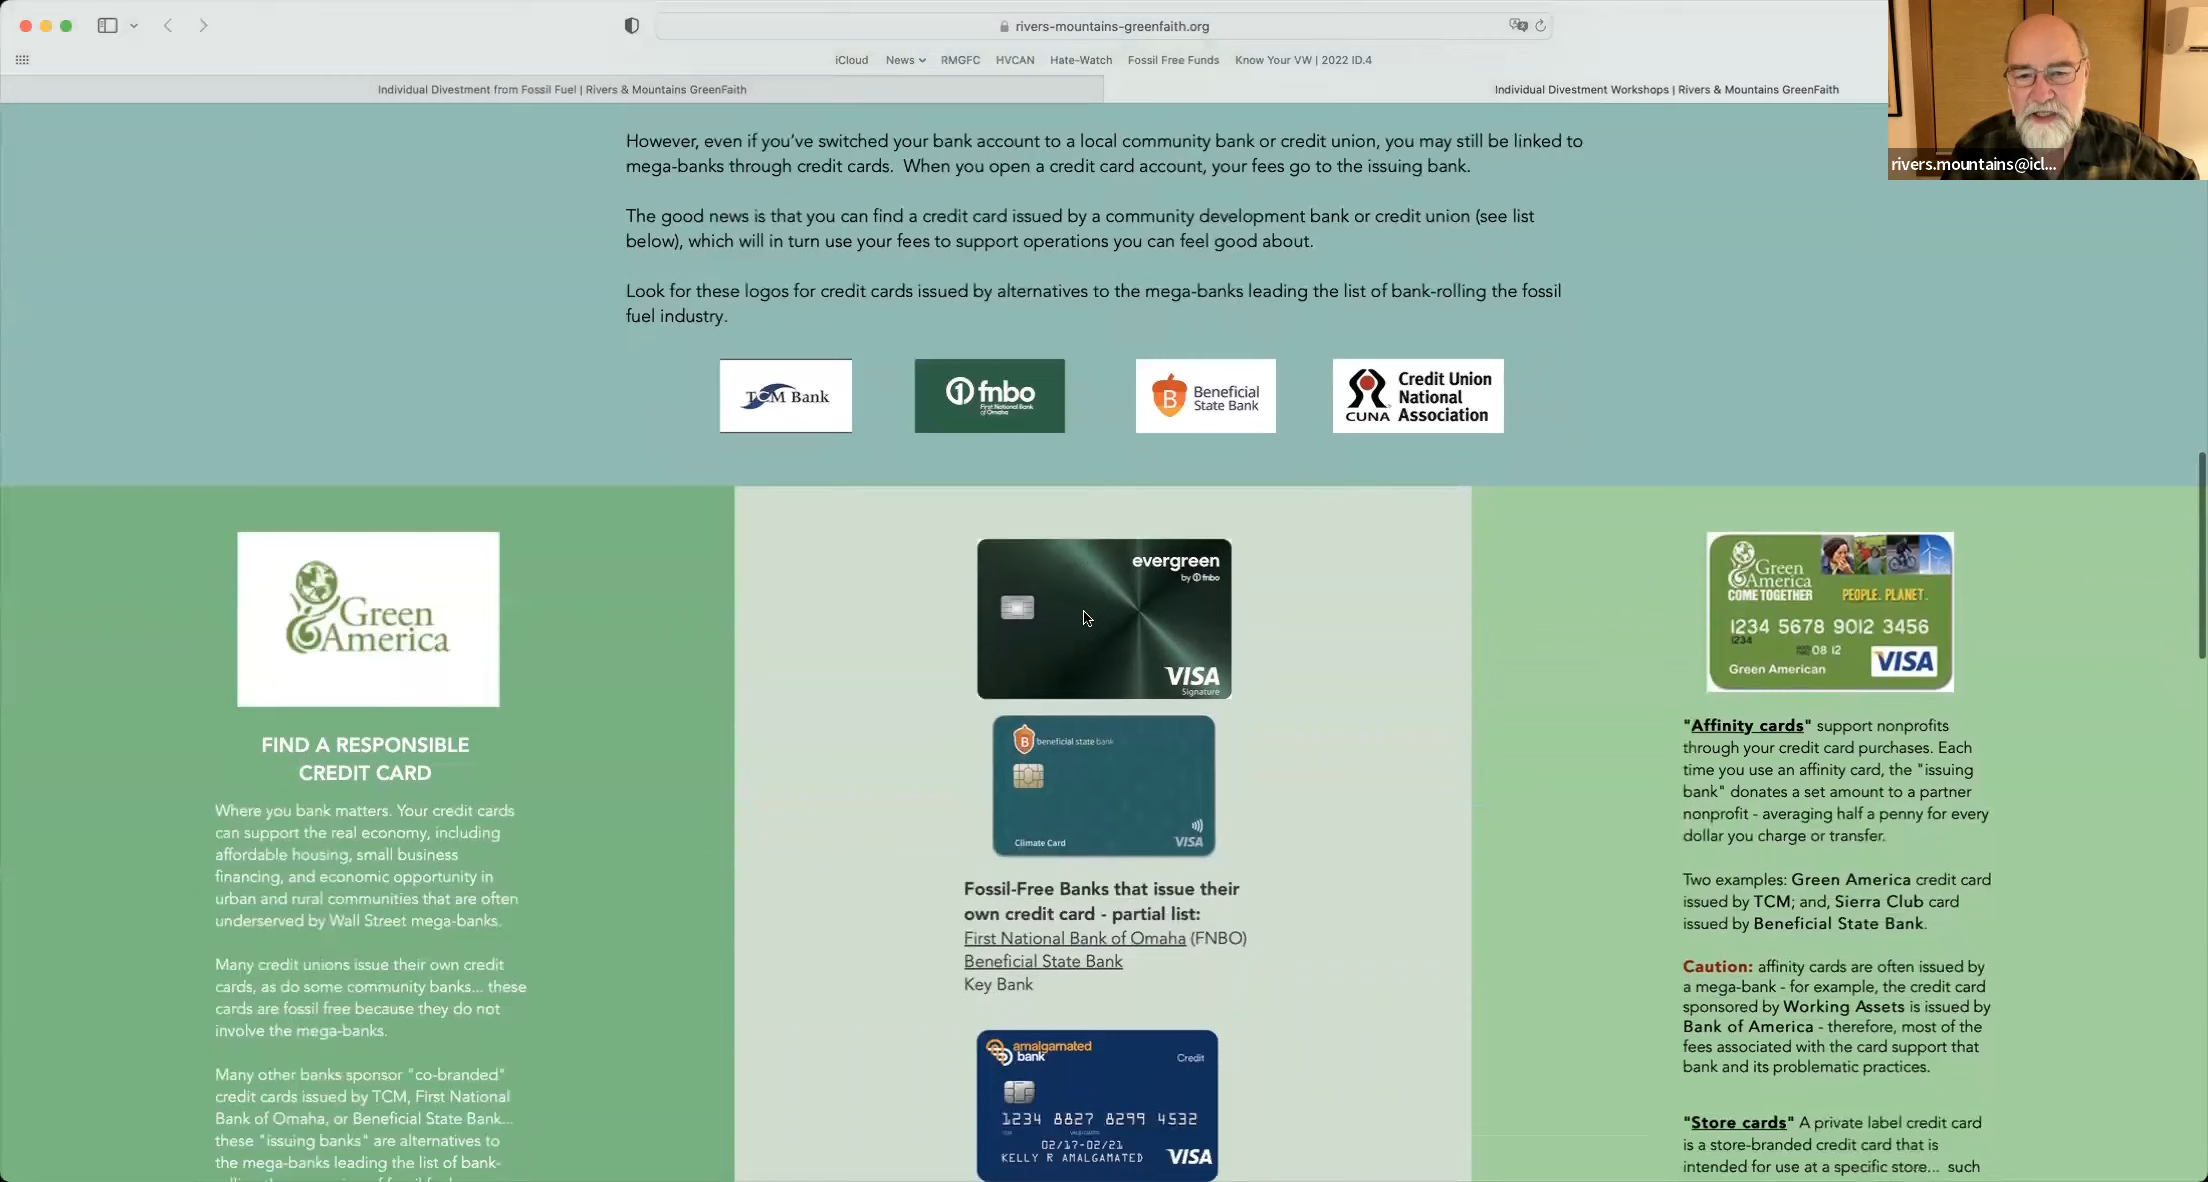 rivers-mountains-greenfaith.org
iCloud News RMGFC HVCAN Hate-Watch Fossil Free Funds Know Your VW | 2022 ID.4
Individual Divestment from Fossil Fuel | Rivers & Mountains GreenFaith
Individual Divestment Workshops | Rivers & Mountains GreenFaith
rivers.mountains@icl...
However, even if you've switched your bank account to a local community bank or credit union, you may still be linked to
mega-banks through credit cards. When you open a credit card account, your fees go to the issuing bank.
The good news is that you can find a credit card issued by a community development bank or credit union (see list
below), which will in turn use your fees to support operations you can feel good about.
Look for these logos for credit cards issued by alternatives to the mega-banks leading the list of bank-rolling the fossil
fuel industry.
TCM Bank
1 fnbo
First National Bank
of Omaha
B Beneficial
State Bank
CUNA
Credit Union
National
Association
Green
America
FIND A RESPONSIBLE
CREDIT CARD
Where you bank matters. Your credit cards
can support the real economy, including
affordable housing, small business
financing, and economic opportunity in
urban and rural communities that are often
underserved by Wall Street mega-banks.
Many credit unions issue their own credit
cards, as do some community banks... these
cards are fossil free because they do not
involve the mega-banks.
Many other banks sponsor "co-branded"
credit cards issued by TCM, First National
Bank of Omaha, or Beneficial State Bank...
these "issuing banks" are alternatives to
the mega-banks leading the list of bank-
evergreen
by fnbo
VISA
Signature
B beneficial state bank
Climate Card
VISA
Fossil-Free Banks that issue their
own credit card - partial list:
First National Bank of Omaha (FNBO)
Beneficial State Bank
Key Bank
amalgamated
bank
Credit
1234 8827 8299 4532
02/17-02/21
KELLY R AMALGAMATED
VISA
Green
America
COME TOGETHER
PEOPLE. PLANET.
1234 5678 9012 3456
1234
08 12
Green American
VISA
"Affinity cards" support nonprofits
through your credit card purchases. Each
time you use an affinity card, the "issuing
bank" donates a set amount to a partner
nonprofit - averaging half a penny for every
dollar you charge or transfer.
Two examples: Green America credit card
issued by TCM; and, Sierra Club card
issued by Beneficial State Bank.
Caution: affinity cards are often issued by
a mega-bank - for example, the credit card
sponsored by Working Assets is issued by
Bank of America - therefore, most of the
fees associated with the card support that
bank and its problematic practices.
"Store cards" A private label credit card
is a store-branded credit card that is
intended for use at a specific store... such